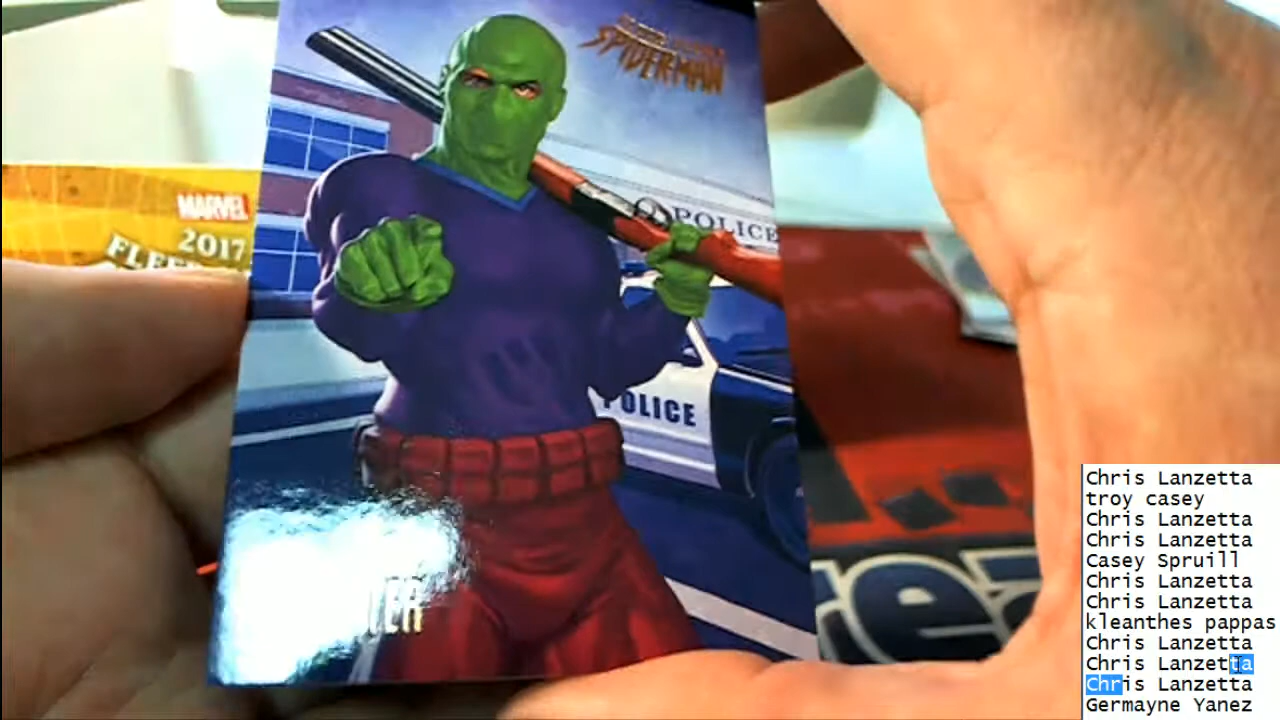 SPIDER-MAN
MARVEL
2017
POLICE
POLICE
Chris Lanzetta
troy casey
Chris Lanzetta
Chris Lanzetta
Casey Spruill
Chris Lanzetta
Chris Lanzetta
kleanthes pappas
Chris Lanzetta
Chris Lanzetta
Chris Lanzetta
Germayne Yanez